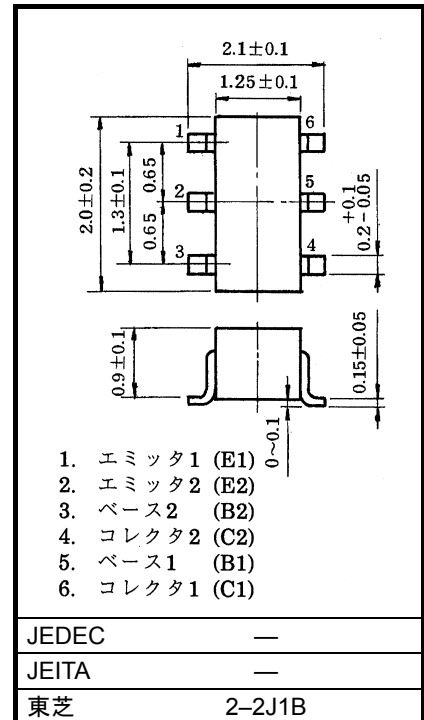 2.1±0.1
1.25±0.1
1
6
2.0±0.2
1.3±0.1
0.65
0.65
2
5
+0.1
0.2-0.05
3
4
0.9±0.1
0.15±0.05
0~0.1
1. エミッタ1 (E1)
2. エミッタ2 (E2)
3. ベース2 (B2)
4. コレクタ2 (C2)
5. ベース1 (B1)
6. コレクタ1 (C1)
JEDEC —
JEITA —
東芝 2–2J1B